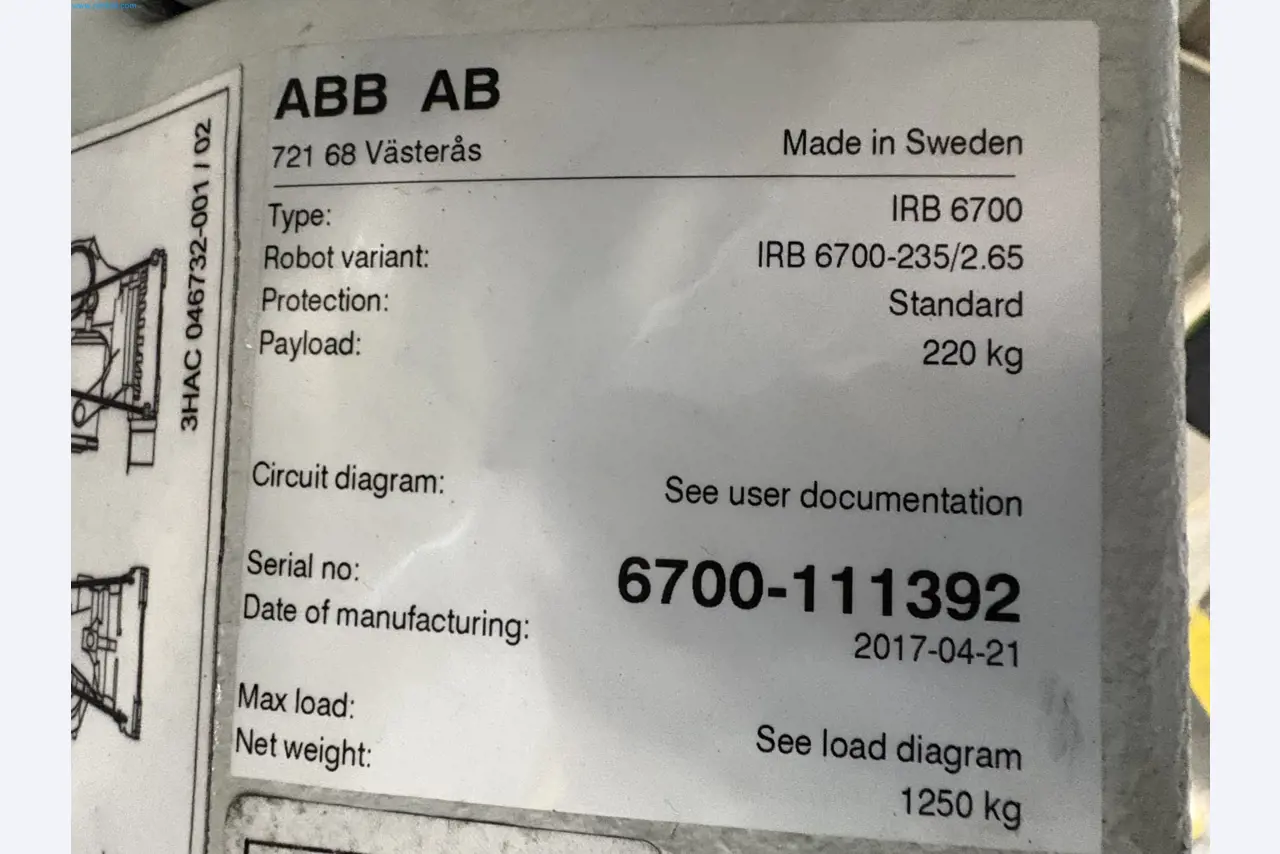 ABB AB
721 68 Västerås
Made in Sweden
Type: IRB 6700
Robot variant: IRB 6700-235/2.65
Protection: Standard
Payload: 220 kg
Circuit diagram: See user documentation
Serial no: 6700-111392
Date of manufacturing: 2017-04-21
Max load: See load diagram
Net weight: 1250 kg
3HAC 046732-001 / 02